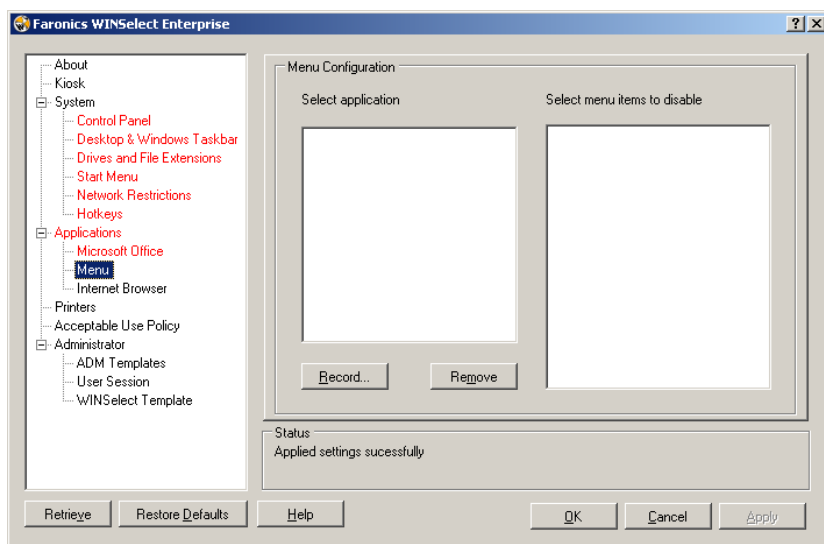 Faronics WINSelect Enterprise
About
Kiosk
System
Control Panel
Desktop & Windows Taskbar
Drives and File Extensions
Start Menu
Network Restrictions
Hotkeys
Applications
Microsoft Office
Menu
Internet Browser
Printers
Acceptable Use Policy
Administrator
ADM Templates
User Session
WINSelect Template
Menu Configuration
Select application
Select menu items to disable
Record...
Remove
Status
Applied settings sucessfully
Retrieve
Restore Defaults
Help
OK
Cancel
Apply